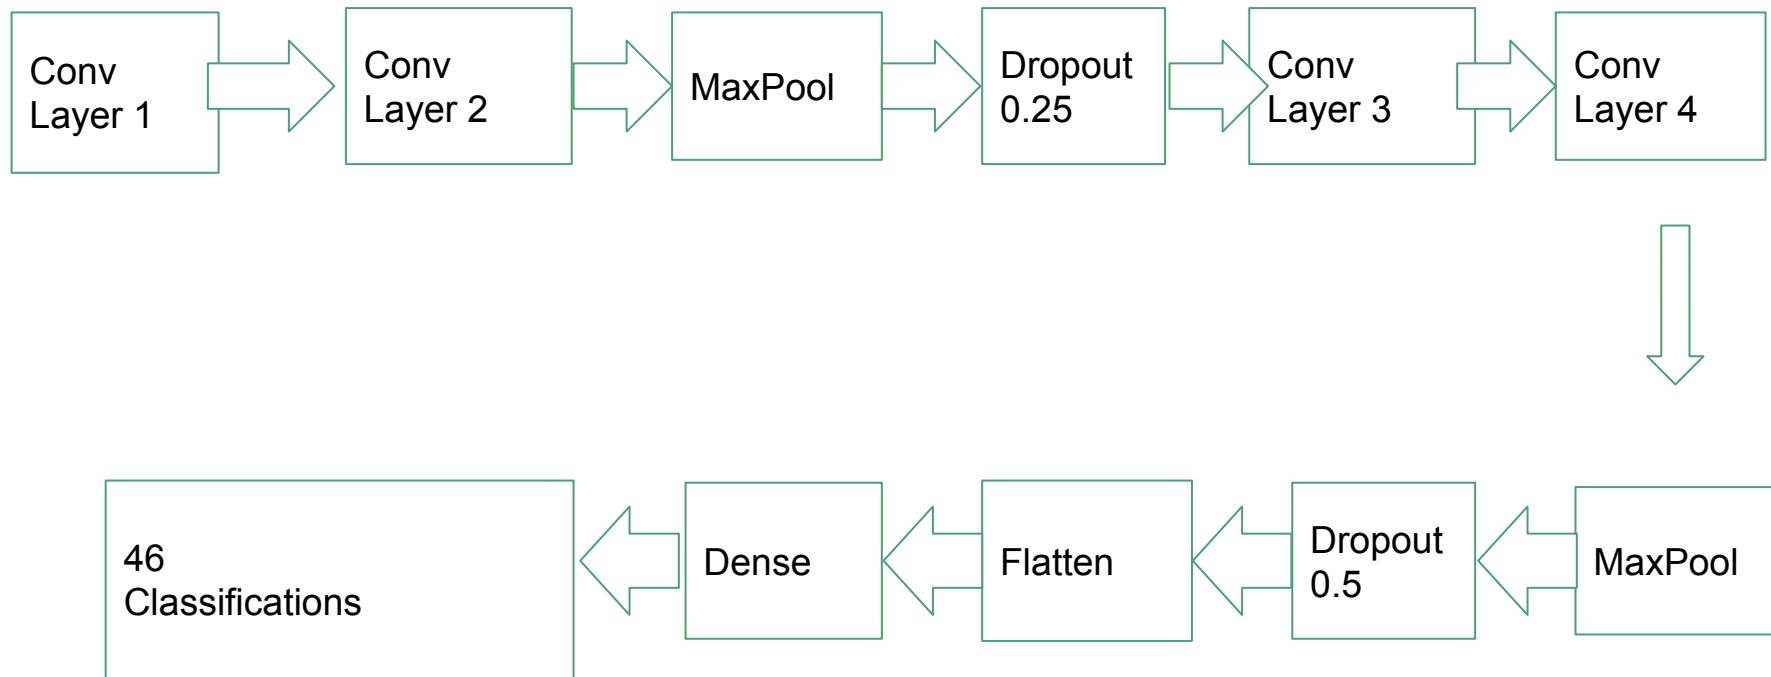 Conv
Layer 1
Conv
Layer 2
MaxPool
Dropout
0.25
Conv
Layer 3
Conv
Layer 4
MaxPool
Dropout
0.5
Flatten
Dense
46
Classifications